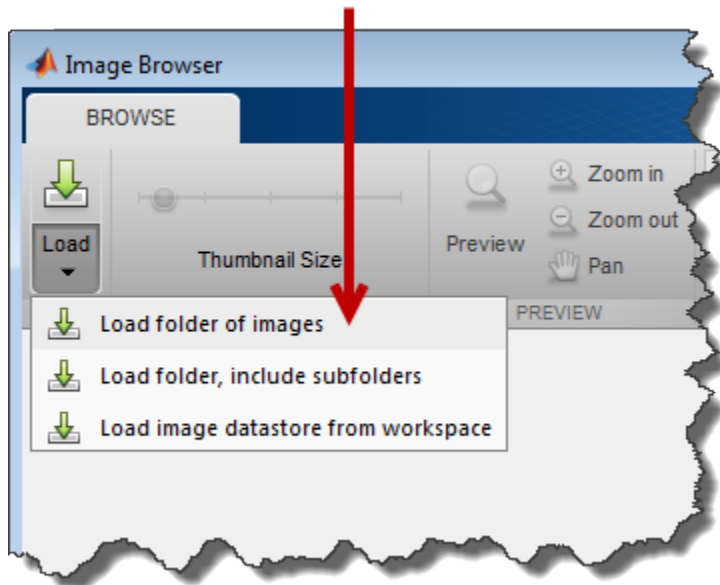 Image Browser
BROWSE
Load
Thumbnail Size
Preview
Zoom in
Zoom out
Pan
PREVIEW
Load folder of images
Load folder, include subfolders
Load image datastore from workspace